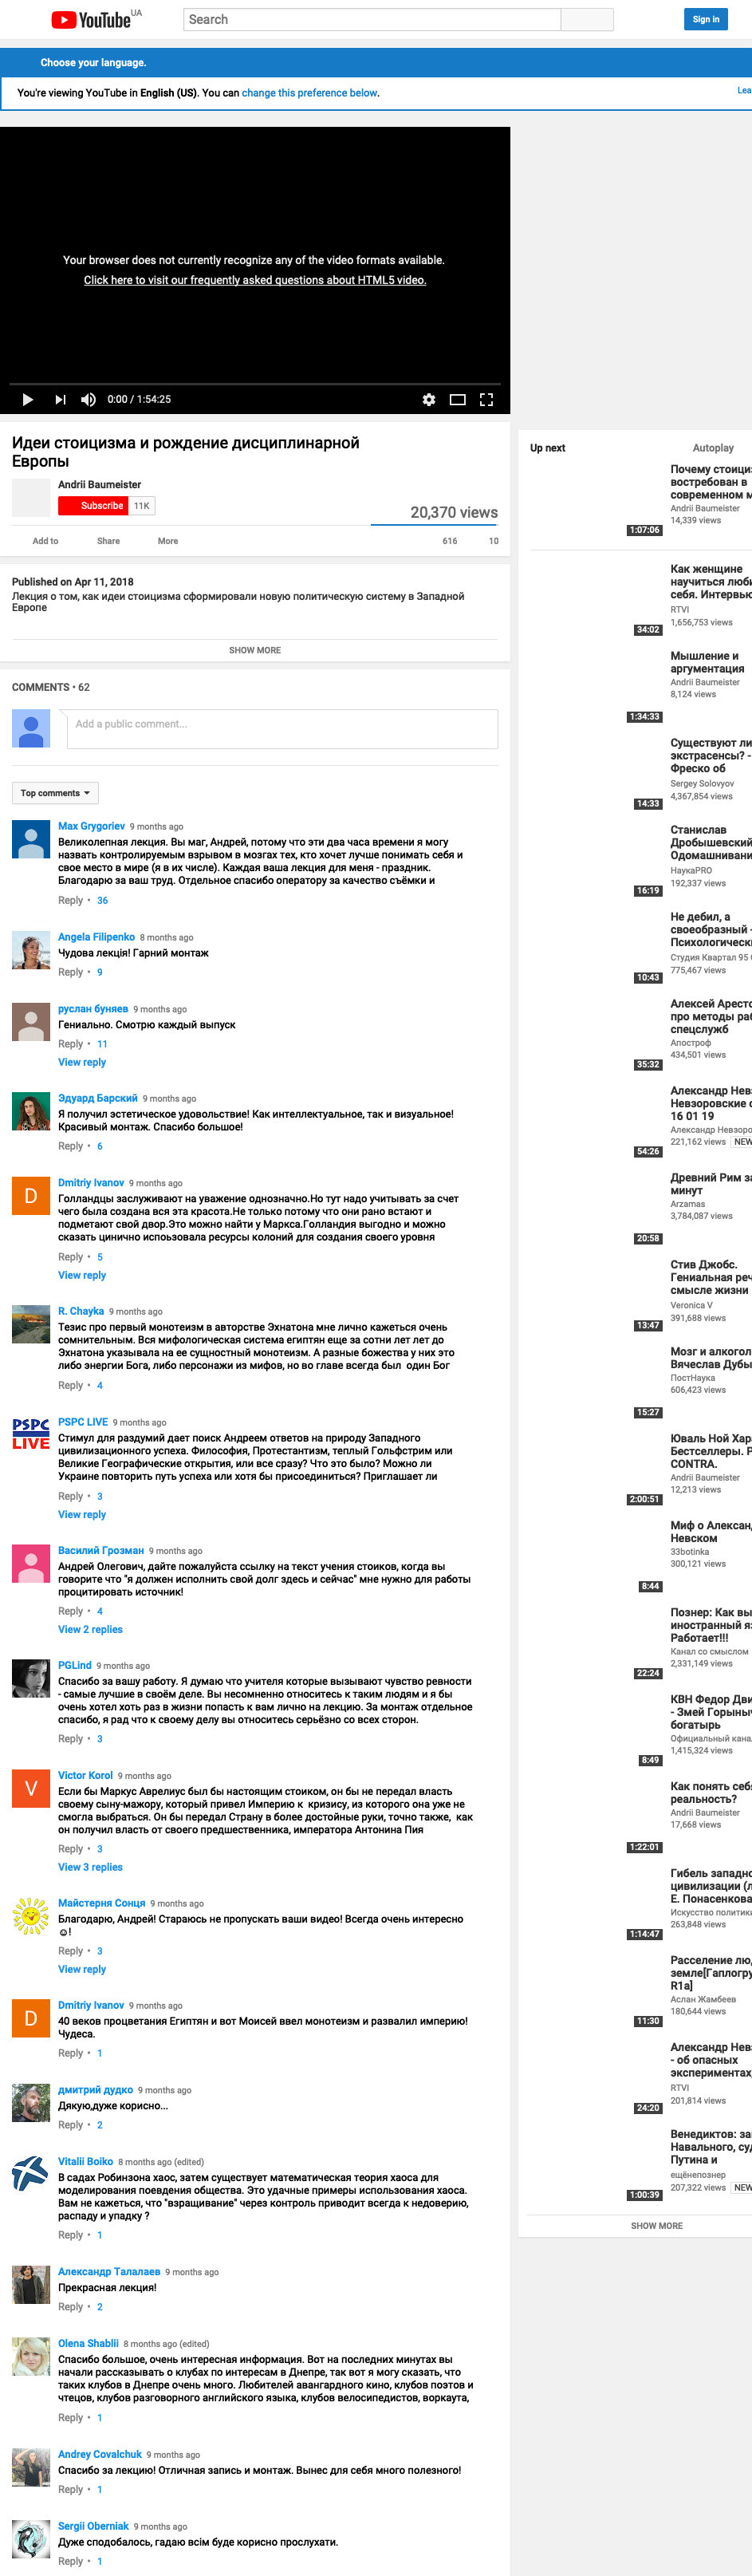 YouTube UA
Search
Sign in
Choose your language.
You're viewing YouTube in English (US). You can change this preference below.
Your browser does not currently recognize any of the video formats available.
Click here to visit our frequently asked questions about HTML5 video.
0:00 / 1:54:25
Идеи стоицизма и рождение дисциплинарной
Европы
Andrii Baumeister
Subscribe 11K
20,370 views
Add to Share More 616 10
Published on Apr 11, 2018
Лекция о том, как идеи стоицизма сформировали новую политическую систему в Западной
Европе
SHOW MORE
COMMENTS • 62
Add a public comment...
Top comments
Max Grygoriev 9 months ago
Великолепная лекция. Вы маг, Андрей, потому что эти два часа времени я могу
назвать контролируемым взрывом в мозгах тех, кто хочет лучше понимать себя и
свое место в мире (я в их числе). Каждая ваша лекция для меня - праздник.
Благодарю за ваш труд. Отдельное спасибо оператору за качество съёмки и
Reply • 36
Angela Filipenko 8 months ago
Чудова лекція! Гарний монтаж
Reply • 9
руслан буняев 9 months ago
Гениально. Смотрю каждый выпуск
Reply • 11
View reply
Эдуард Барский 9 months ago
Я получил эстетическое удовольствие! Как интеллектуальное, так и визуальное!
Красивый монтаж. Спасибо большое!
Reply • 6
D
Dmitriy Ivanov 9 months ago
Голландцы заслуживают на уважение однозначно.Но тут надо учитывать за счет
чего была создана вся эта красота.Не только потому что они рано встают и
подметают свой двор.Это можно найти у Маркса.Голландия выгодно и можно
сказать цинично испоьзовала ресурсы колоний для создания своего уровня
Reply • 5
View reply
R. Chayka 9 months ago
Тезис про первый монотеизм в авторстве Эхнатона мне лично кажеться очень
сомнительным. Вся мифологическая система египтян еще за сотни лет лет до
Эхнатона указывала на ее сущностный монотеизм. А разные божества у них это
либо энергии Бога, либо персонажи из мифов, но во главе всегда был один Бог
Reply • 4
PSPC
LIVE
PSPC LIVE 9 months ago
Стимул для раздумий дает поиск Андреем ответов на природу Западного
цивилизационного успеха. Философия, Протестантизм, теплый Гольфстрим или
Великие Географические открытия, или все сразу? Что это было? Можно ли
Украине повторить путь успеха или хотя бы присоединиться? Приглашает ли
Reply • 3
View reply
Василий Грозман 9 months ago
Андрей Олегович, дайте пожалуйста ссылку на текст учения стоиков, когда вы
говорите что "я должен исполнить свой долг здесь и сейчас" мне нужно для работы
процитировать источник!
Reply • 4
View 2 replies
PGLind 9 months ago
Спасибо за вашу работу. Я думаю что учителя которые вызывают чувство ревности
- самые лучшие в своём деле. Вы несомненно относитесь к таким людям и я бы
очень хотел хоть раз в жизни попасть к вам лично на лекцию. За монтаж отдельное
спасибо, я рад что к своему делу вы относитесь серьёзно со всех сторон.
Reply • 3
V
Victor Korol 9 months ago
Если бы Маркус Аврелиус был бы настоящим стоиком, он бы не передал власть
своему сыну-мажору, который привел Империю к кризису, из которого она уже не
смогла выбраться. Он бы передал Страну в более достойные руки, точно также, как
он получил власть от своего предшественника, императора Антонина Пия
Reply • 3
View 3 replies
Майстерня Сонця 9 months ago
Благодарю, Андрей! Стараюсь не пропускать ваши видео! Всегда очень интересно
☺!
Reply • 3
View reply
D
Dmitriy Ivanov 9 months ago
40 веков процветания Египтян и вот Моисей ввел монотеизм и развалил империю!
Чудеса.
Reply • 1
дмитрий дудко 9 months ago
Дякую,дуже корисно...
Reply • 2
Vitalii Boiko 8 months ago (edited)
В садах Робинзона хаос, затем существует математическая теория хаоса для
моделирования поевдения общества. Это удачные примеры использования хаоса.
Вам не кажеться, что "взращивание" через контроль приводит всегда к недоверию,
распаду и упадку ?
Reply • 1
Александр Талалаев 9 months ago
Прекрасная лекция!
Reply • 2
Olena Shablii 8 months ago (edited)
Спасибо большое, очень интересная информация. Вот на последних минутах вы
начали рассказывать о клубах по интересам в Днепре, так вот я могу сказать, что
таких клубов в Днепре очень много. Любителей авангардного кино, клубов поэтов и
чтецов, клубов разговорного английского языка, клубов велосипедистов, воркаута,
Reply • 1
Andrey Covalchuk 9 months ago
Спасибо за лекцию! Отличная запись и монтаж. Вынес для себя много полезного!
Reply • 1
Sergii Oberniak 9 months ago
Дуже сподобалось, гадаю всім буде корисно прослухати.
Reply • 1
Up next Autoplay
Почему стоици
востребован в
современном м
Andrii Baumeister
14,339 views
1:07:06
Как женщине
научиться люби
себя. Интервью
RTVI
1,656,753 views
34:02
Мышление и
аргументация
Andrii Baumeister
8,124 views
1:34:33
Существуют ли
экстрасенсы? -
Фреско об
Sergey Solovyov
4,367,854 views
14:33
Станислав
Дробышевский
Одомашнивани
НаукаPRO
192,337 views
16:19
Не дебил, а
своеобразный -
Психологически
Студия Квартал 95
775,467 views
10:43
Алексей Аресто
про методы раб
спецслужб
Апостроф
434,501 views
35:32
Александр Нев
Невзоровские с
16 01 19
Александр Невзоро
221,162 views NEW
54:26
Древний Рим за
минут
Arzamas
3,784,087 views
20:58
Стив Джобс.
Гениальная реч
смысле жизни
Veronica V
391,688 views
13:47
Мозг и алкогол
Вячеслав Дубы
ПостНаука
606,423 views
15:27
Юваль Ной Хар
Бестселлеры. P
CONTRA.
Andrii Baumeister
12,213 views
2:00:51
Миф о Алексан
Невском
33botinka
300,121 views
8:44
Познер: Как вы
иностранный яз
Работает!!!
Канал со смыслом
2,331,149 views
22:24
КВН Федор Дви
- Змей Горыныч
богатырь
Официальный кана
1,415,324 views
8:49
Как понять себя
реальность?
Andrii Baumeister
17,668 views
1:22:01
Гибель западно
цивилизации (л
Е. Понасенкова
Искусство политики
263,848 views
1:14:47
Расселение лю
земле[Гаплогру
R1a]
Аслан Жамбеев
180,644 views
11:30
Александр Нев
- об опасных
экспериментах,
RTVI
201,814 views
24:20
Венедиктов: за
Навального, су
Путина и
ещёнепознер
207,322 views NEW
1:00:39
SHOW MORE